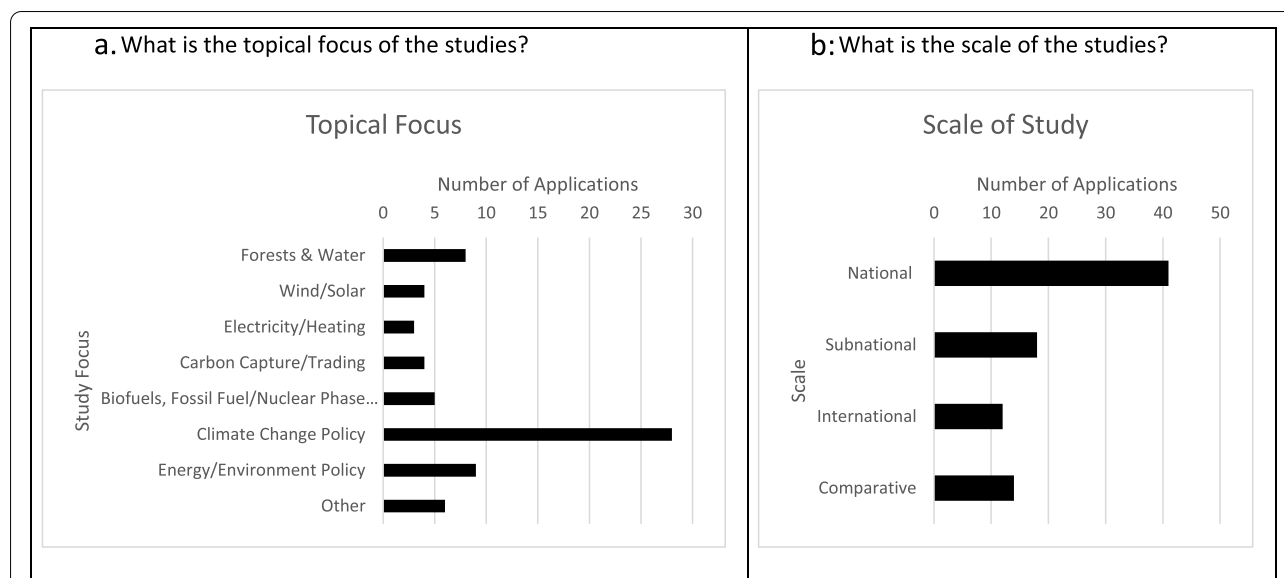 a. What is the topical focus of the studies?
Topical Focus
Number of Applications
0 5 10 15 20 25 30
Study Focus
Forests & Water
Wind/Solar
Electricity/Heating
Carbon Capture/Trading
Biofuels, Fossil Fuel/Nuclear Phase...
Climate Change Policy
Energy/Environment Policy
Other
b: What is the scale of the studies?
Scale of Study
Number of Applications
0 10 20 30 40 50
Scale
National
Subnational
International
Comparative